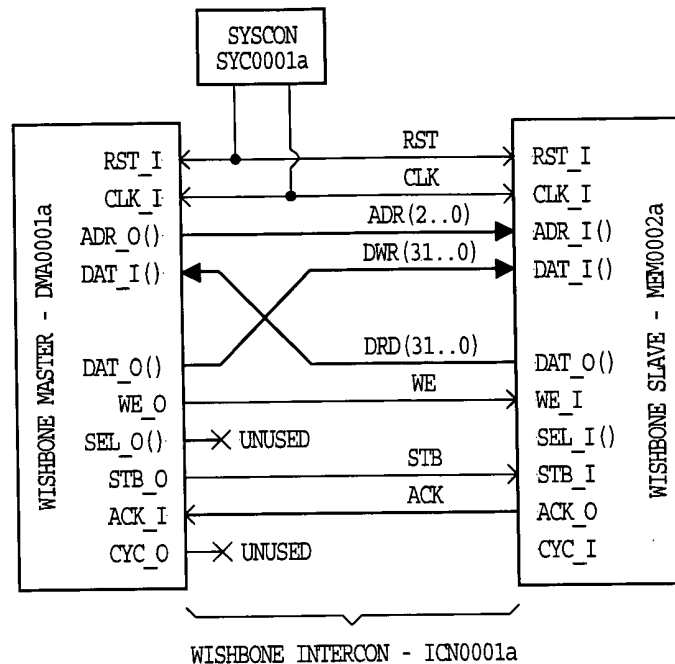 SYSCON
SYC0001a
WISHBONE MASTER - DMA0001a
RST_I
CLK_I
ADR_O()
DAT_I()
DAT_O()
WE_O
SEL_O()
STB_O
ACK_I
CYC_O
RST
CLK
ADR(2..0)
DWR(31..0)
DRD(31..0)
WE
UNUSED
STB
ACK
UNUSED
RST_I
CLK_I
ADR_I()
DAT_I()
DAT_O()
WE_I
SEL_I()
STB_I
ACK_O
CYC_I
WISHBONE SLAVE - MEM0002a
WISHBONE INTERCON - ICN0001a